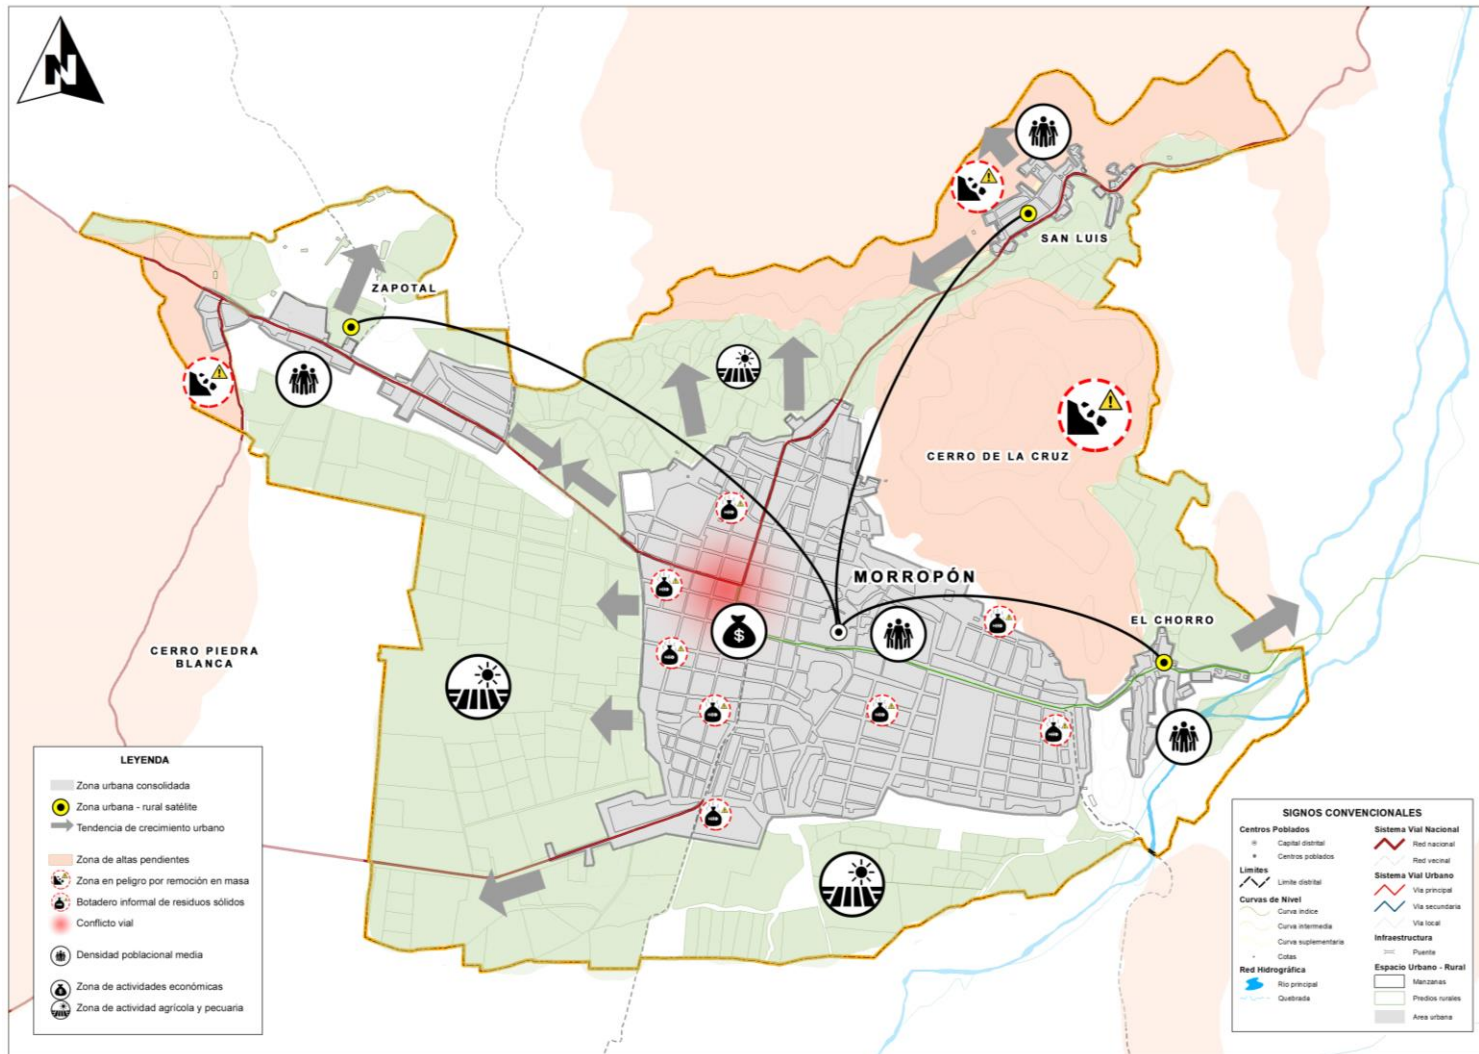 N
ZAPOTAL
SAN LUIS
CERRO DE LA CRUZ
MORROPÓN
EL CHORRO
CERRO PIEDRA
BLANCA
$
LEYENDA
Zona urbana consolidada
Zona urbana - rural satélite
Tendencia de crecimiento urbano
Zona de altas pendientes
Zona en peligro por remoción en masa
Botadero informal de residuos sólidos
Conflicto vial
Densidad poblacional media
Zona de actividades económicas
Zona de actividad agrícola y pecuaria
SIGNOS CONVENCIONALES
Centros Poblados
Capital distrital
Centros poblados
Límites
Límite distrital
Curvas de Nivel
Curva índice
Curva intermedia
Curva suplementaria
Cotas
Red Hidrográfica
Río principal
Quebrada
Sistema Vial Nacional
Red nacional
Red vecinal
Sistema Vial Urbano
Vía principal
Vía secundaria
Vía local
Infraestructura
Puente
Espacio Urbano - Rural
Manzanas
Predios rurales
Area urbana